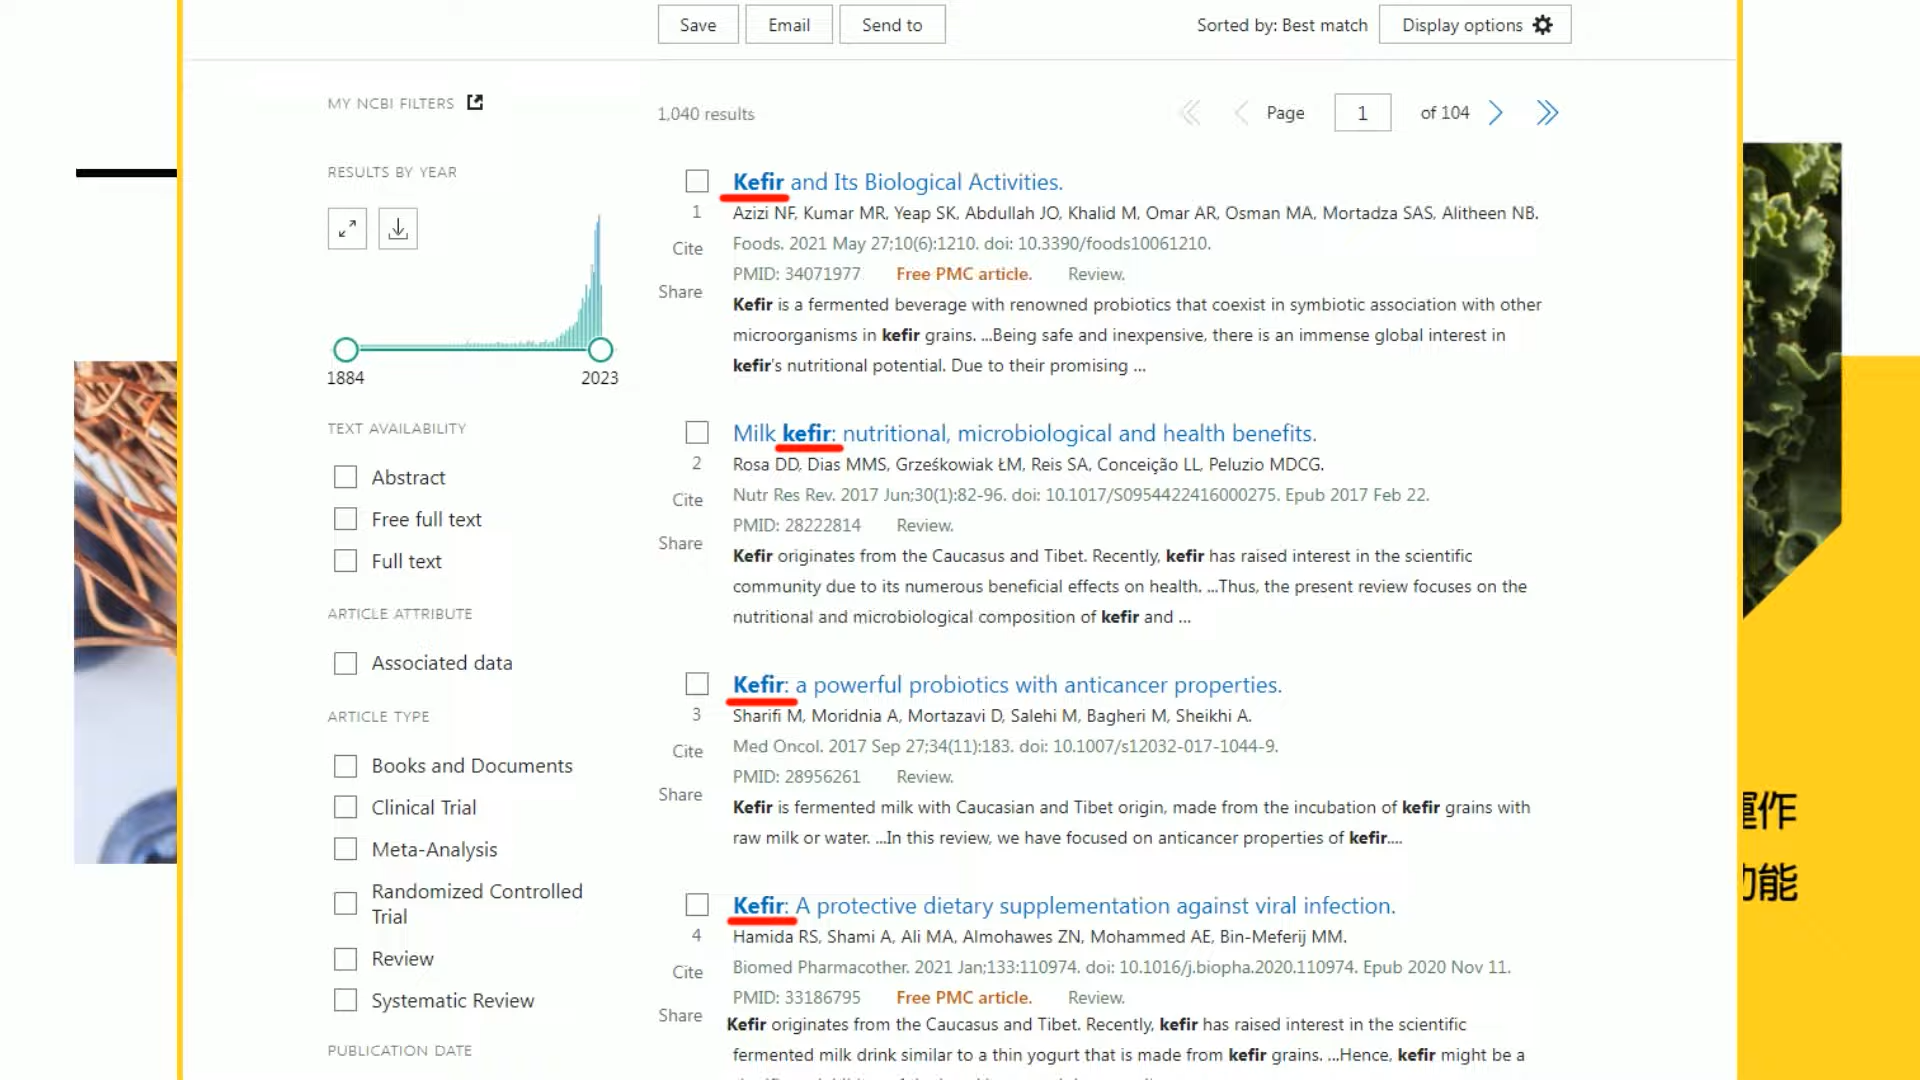 Save
Email
Send to
Sorted by: Best match
Display options
MY NCBI FILTERS
1,040 results
Page
1
of 104
RESULTS BY YEAR
1884
2023
TEXT AVAILABILITY
Abstract
Free full text
Full text
ARTICLE ATTRIBUTE
Associated data
ARTICLE TYPE
Books and Documents
Clinical Trial
Meta-Analysis
Randomized Controlled
Trial
Review
Systematic Review
PUBLICATION DATE
1
Cite
Share
Kefir and Its Biological Activities.
Azizi NF, Kumar MR, Yeap SK, Abdullah JO, Khalid M, Omar AR, Osman MA, Mortadza SAS, Alitheen NB.
Foods. 2021 May 27;10(6):1210. doi: 10.3390/foods10061210.
PMID: 34071977 Free PMC article. Review.
Kefir is a fermented beverage with renowned probiotics that coexist in symbiotic association with other
microorganisms in kefir grains. ...Being safe and inexpensive, there is an immense global interest in
kefir's nutritional potential. Due to their promising ...
2
Cite
Share
Milk kefir: nutritional, microbiological and health benefits.
Rosa DD, Dias MMS, Grześkowiak ŁM, Reis SA, Conceição LL, Peluzio MDCG.
Nutr Res Rev. 2017 Jun;30(1):82-96. doi: 10.1017/S0954422416000275. Epub 2017 Feb 22.
PMID: 28222814 Review.
Kefir originates from the Caucasus and Tibet. Recently, kefir has raised interest in the scientific
community due to its numerous beneficial effects on health. ...Thus, the present review focuses on the
nutritional and microbiological composition of kefir and ...
3
Cite
Share
Kefir: a powerful probiotics with anticancer properties.
Sharifi M, Moridnia A, Mortazavi D, Salehi M, Bagheri M, Sheikhi A.
Med Oncol. 2017 Sep 27;34(11):183. doi: 10.1007/s12032-017-1044-9.
PMID: 28956261 Review.
Kefir is fermented milk with Caucasian and Tibet origin, made from the incubation of kefir grains with
raw milk or water. ...In this review, we have focused on anticancer properties of kefir....
4
Cite
Share
Kefir: A protective dietary supplementation against viral infection.
Hamida RS, Shami A, Ali MA, Almohawes ZN, Mohammed AE, Bin-Meferij MM.
Biomed Pharmacother. 2021 Jan;133:110974. doi: 10.1016/j.biopha.2020.110974. Epub 2020 Nov 11.
PMID: 33186795 Free PMC article. Review.
Kefir originates from the Caucasus and Tibet. Recently, kefir has raised interest in the scientific
fermented milk drink similar to a thin yogurt that is made from kefir grains. ...Hence, kefir might be a
運作
功能